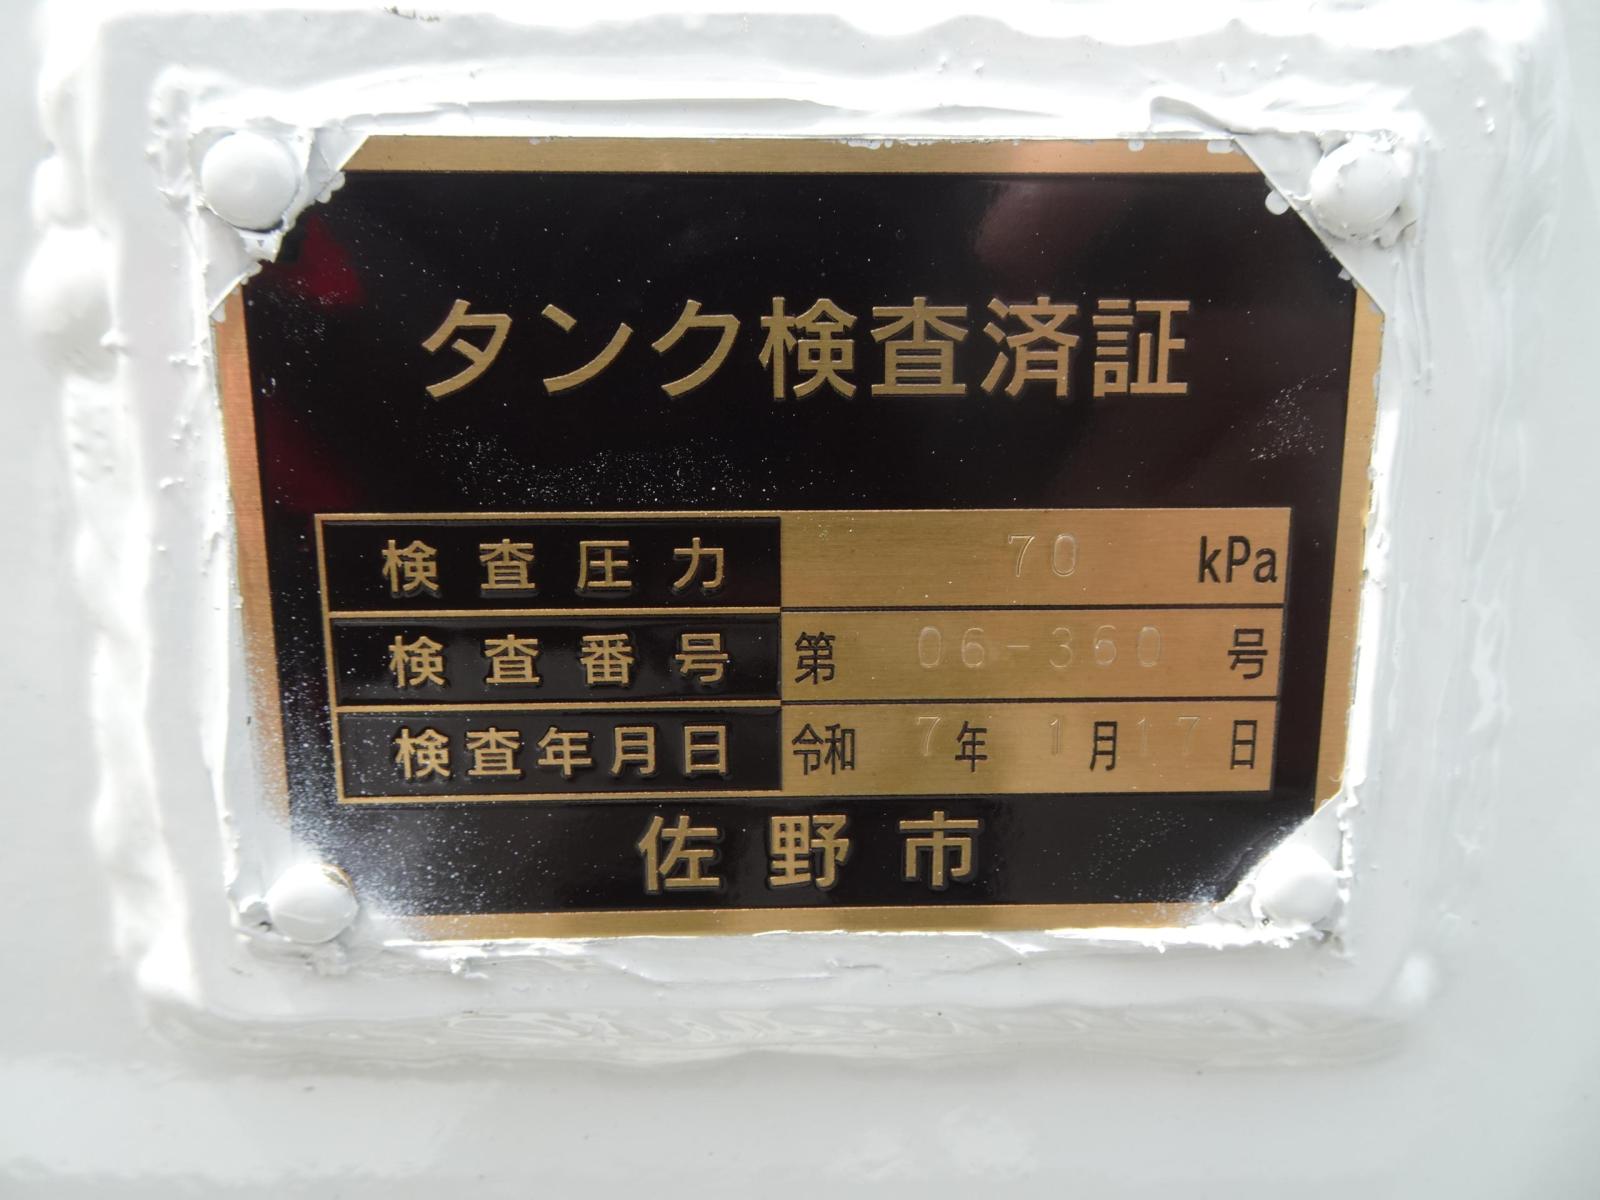 タンク検査済証
検査圧力 70 kPa
検査番号 第 06-360 号
検査年月日 令和 7年 1月 17日
佐野市